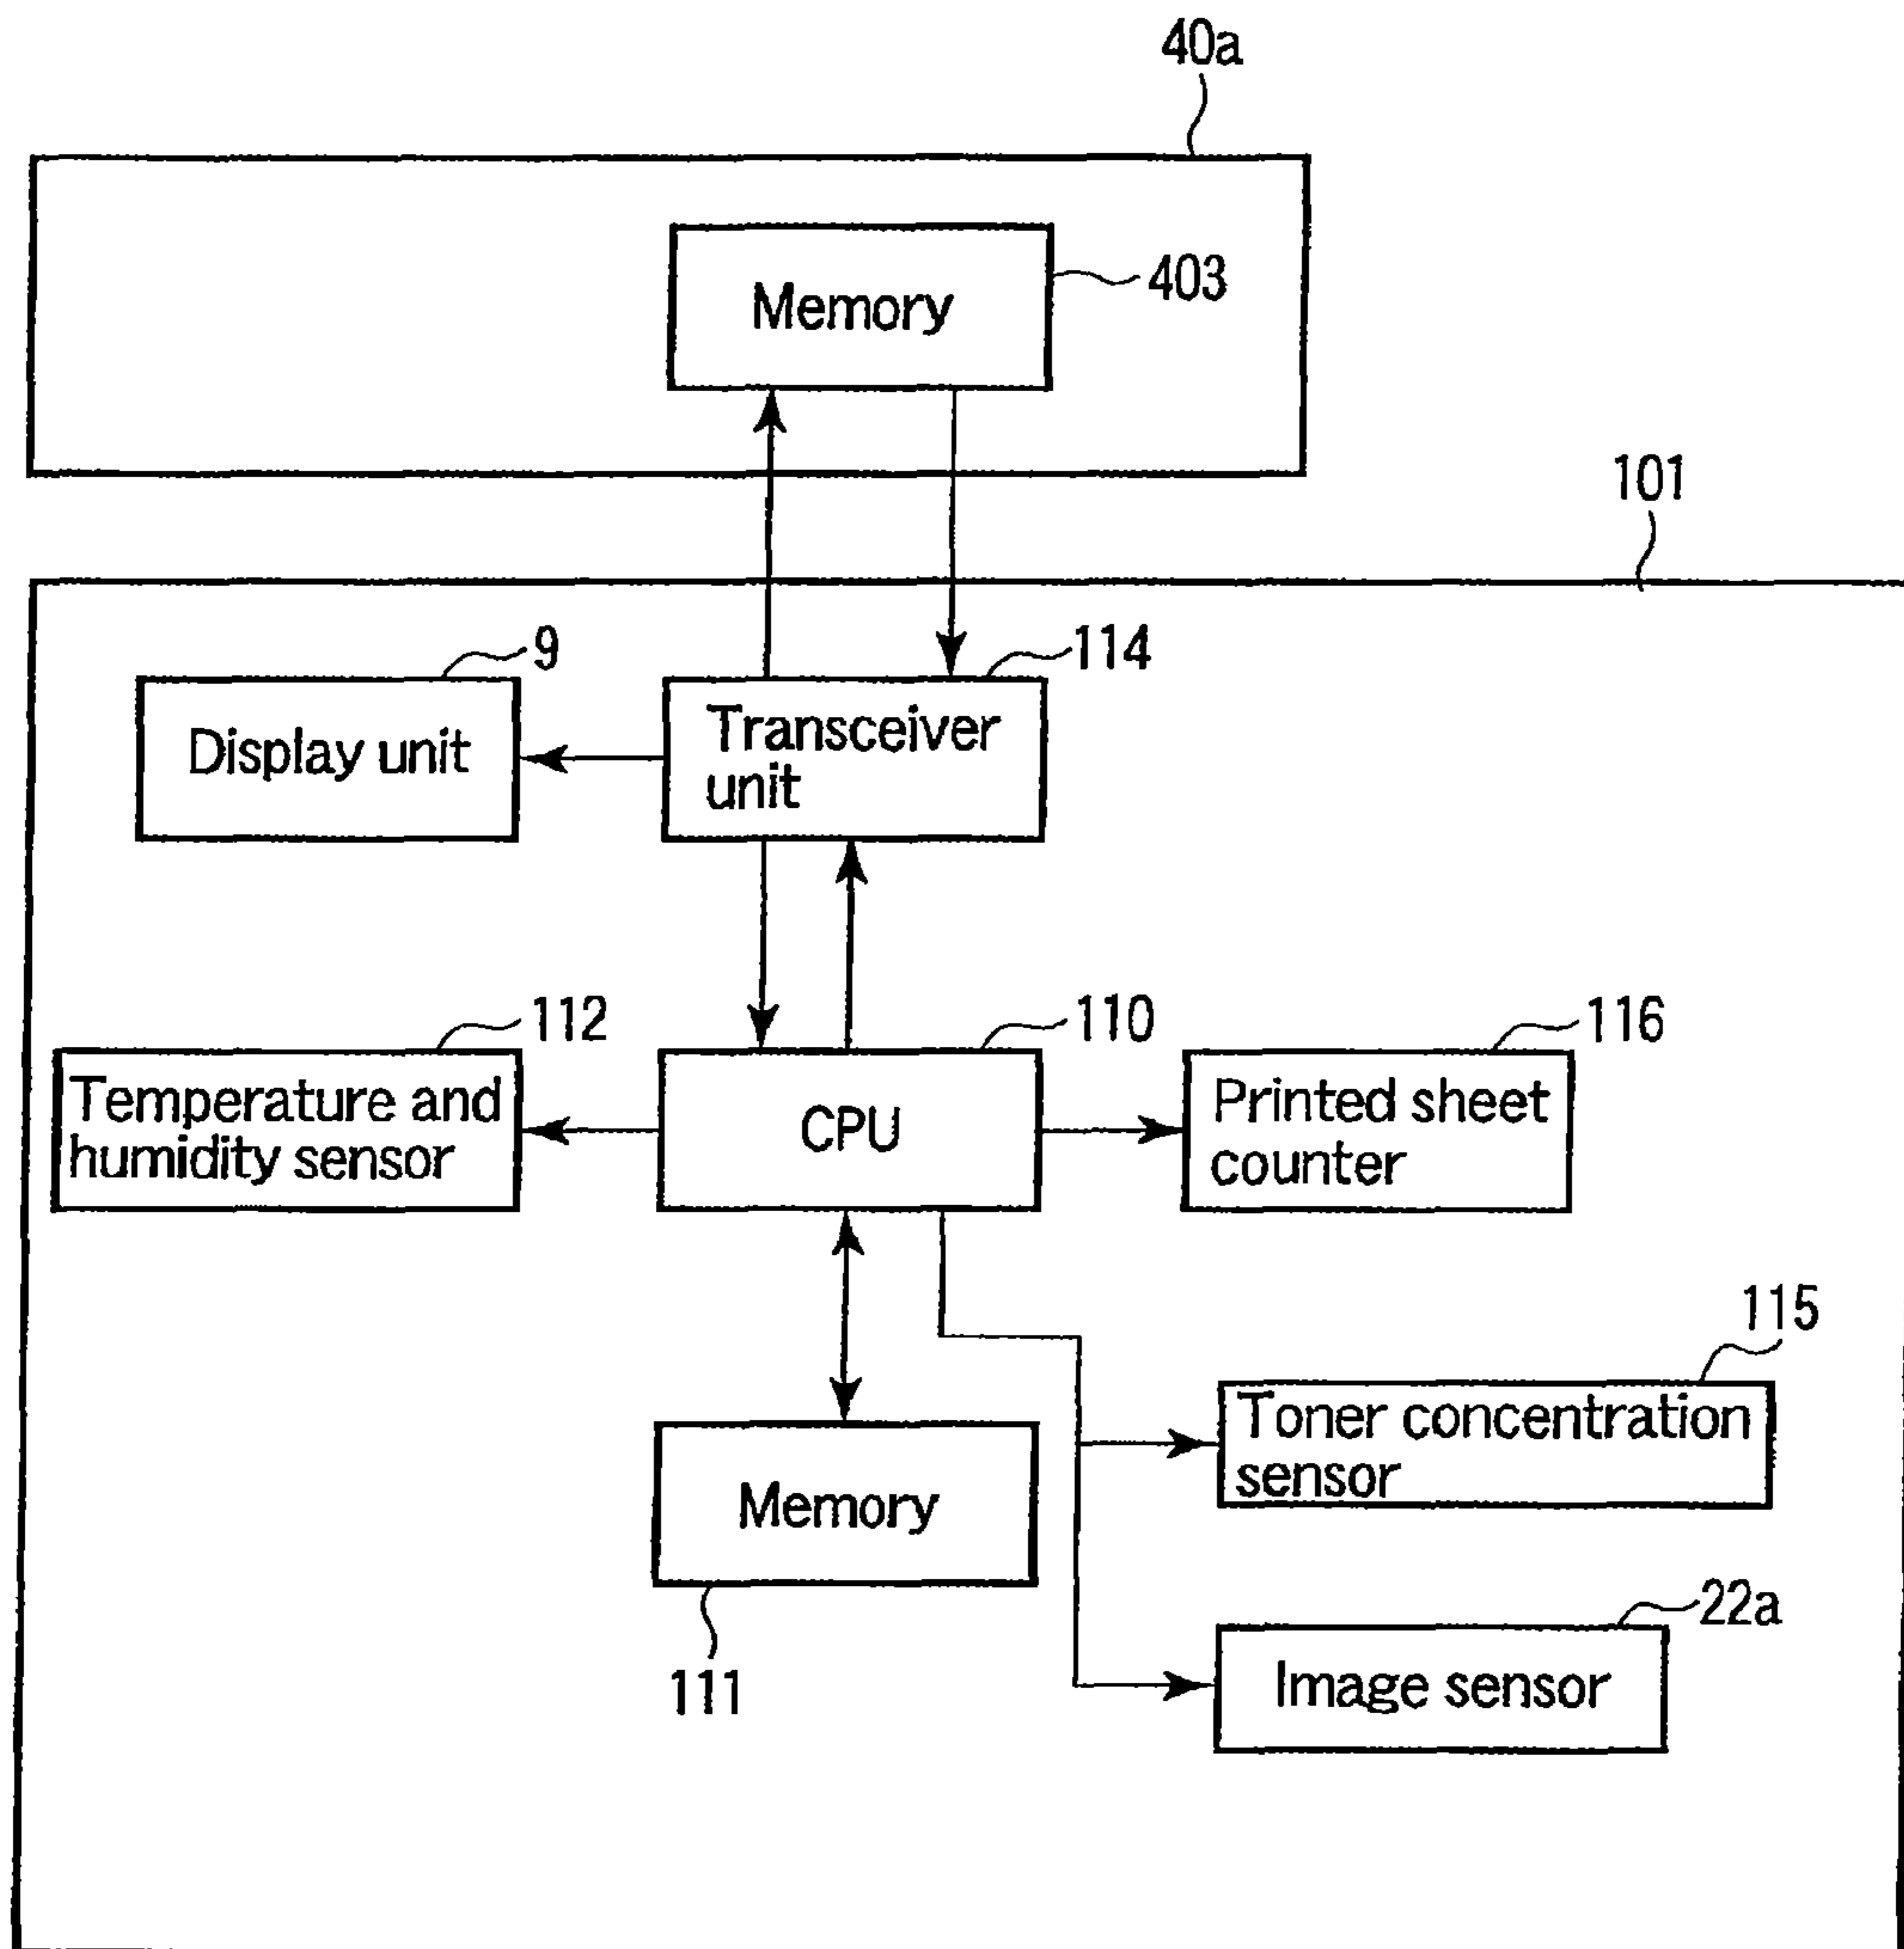 40a
Memory
403
101
9
114
Display unit
Transceiver
unit
112
110
116
Temperature and
humidity sensor
CPU
Printed sheet
counter
115
Toner concentration
sensor
Memory
22a
111
Image sensor